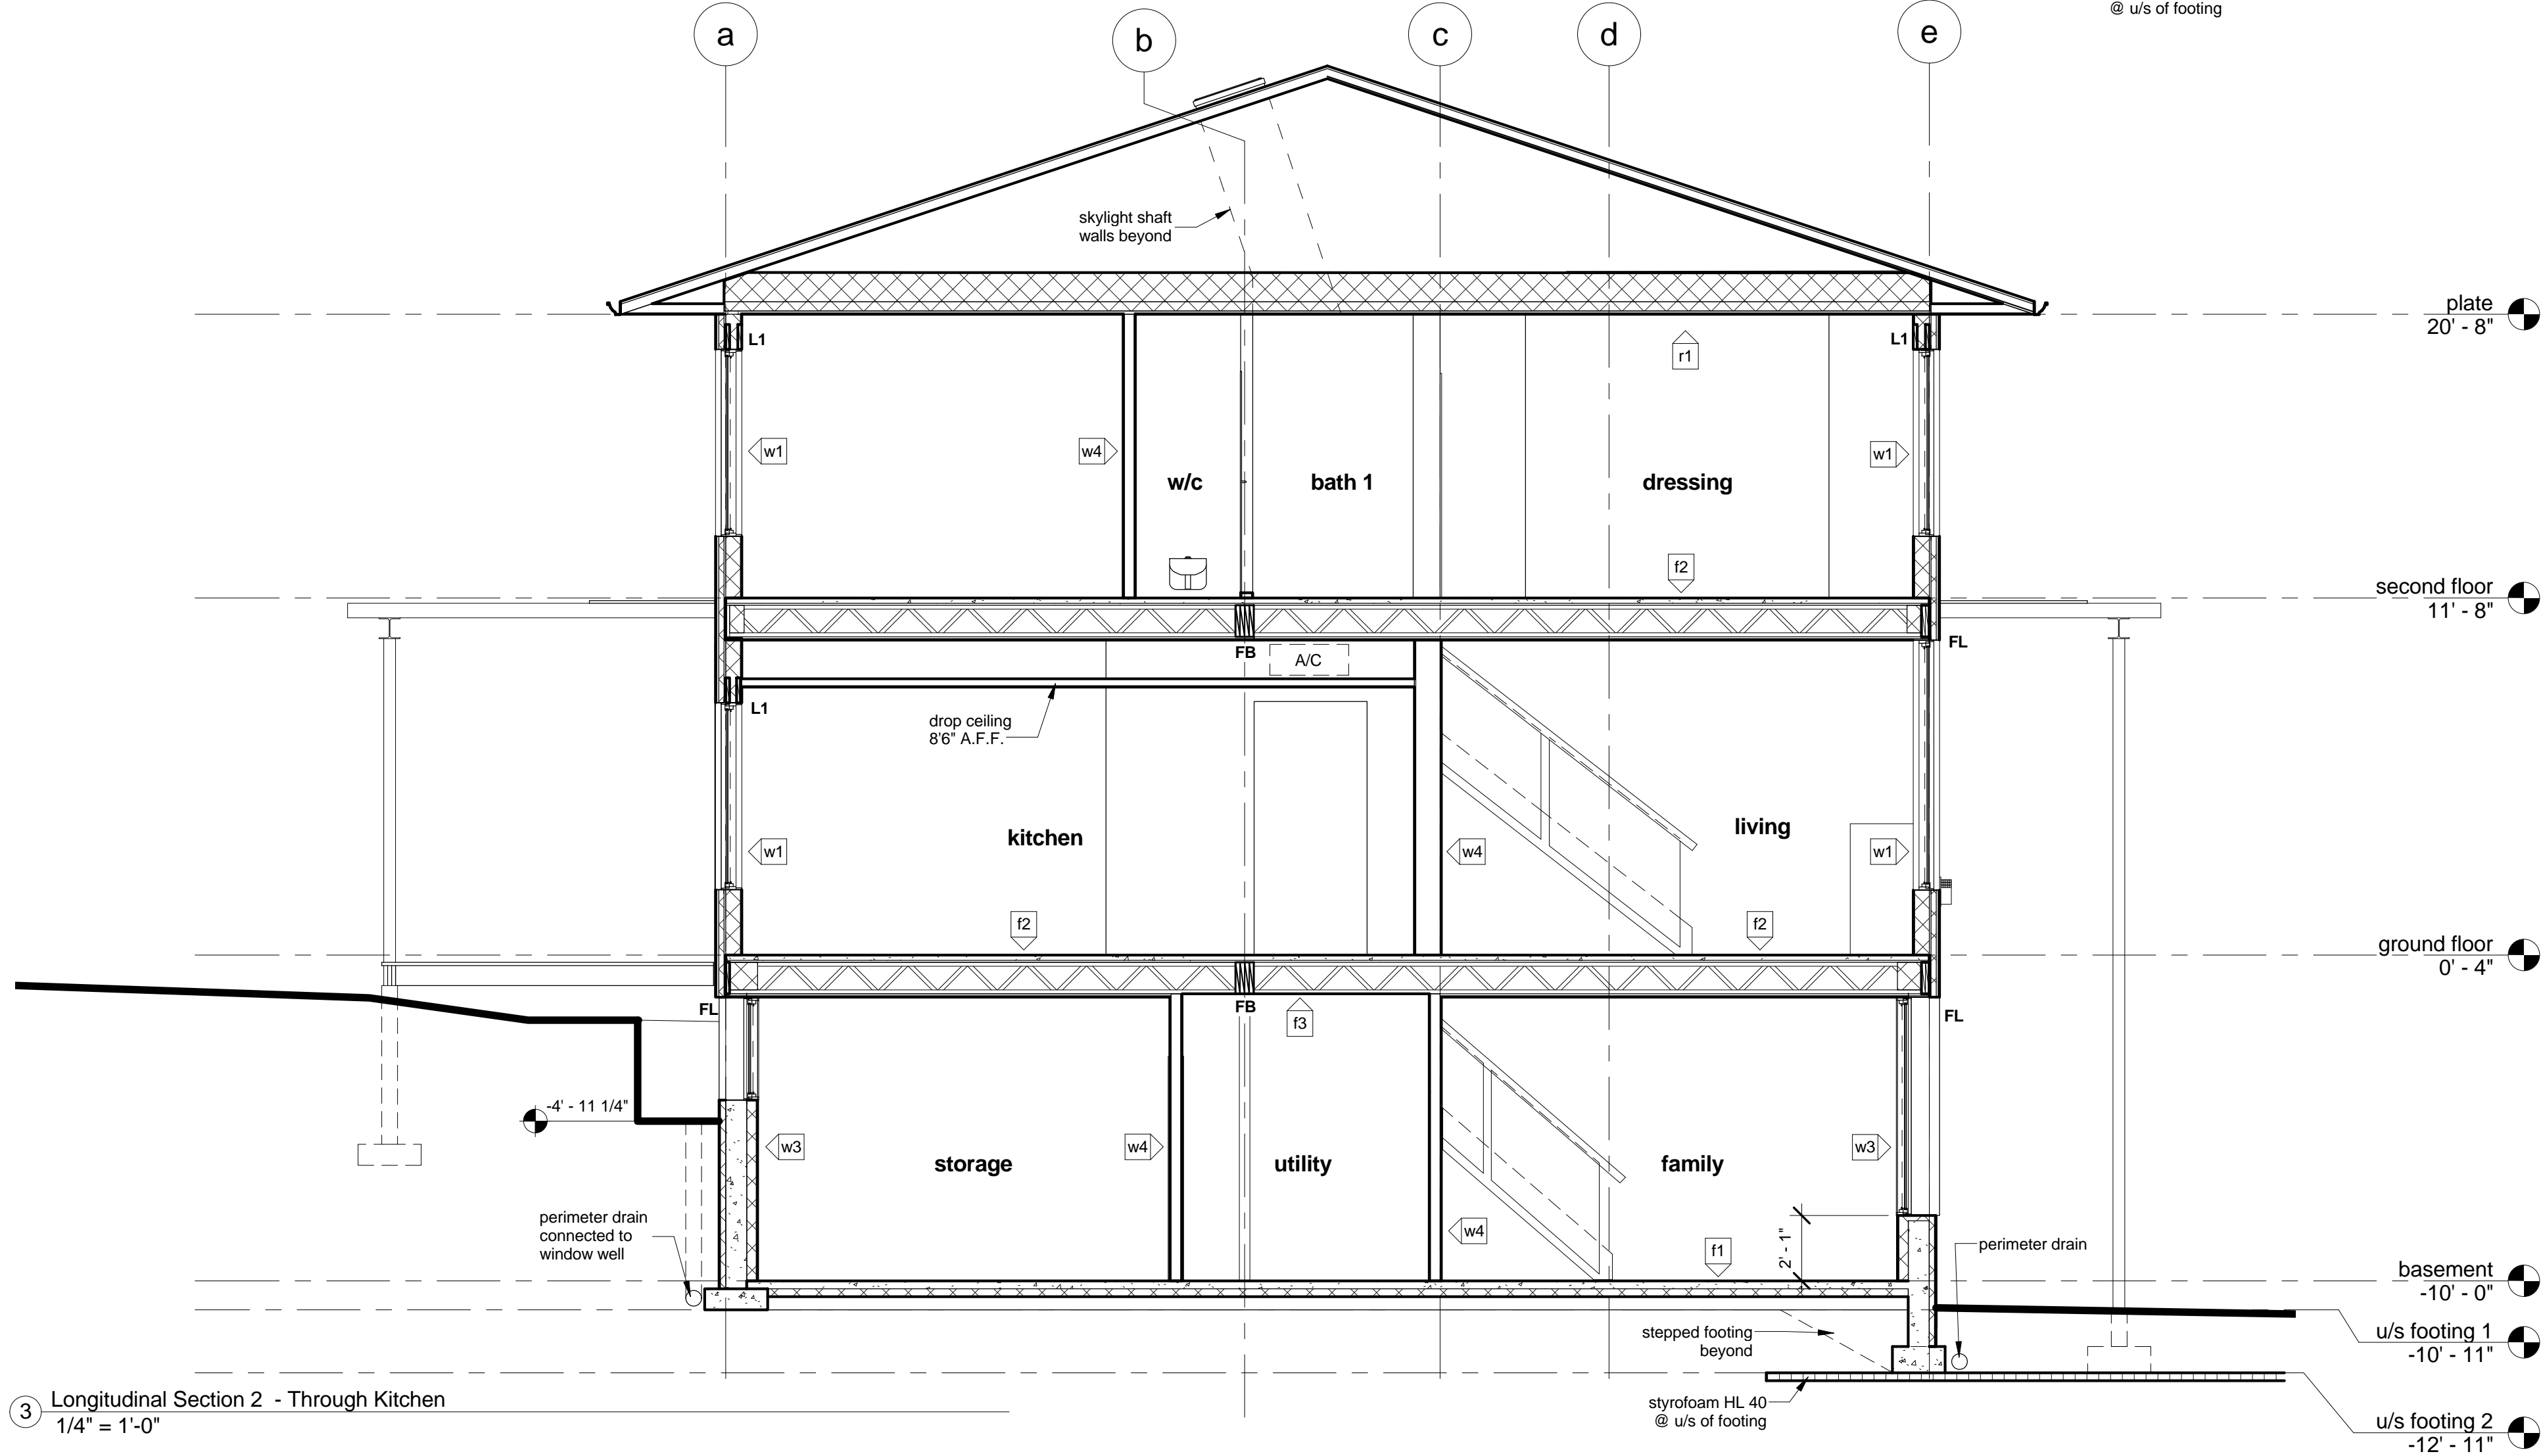 @ u/s of footing
a
b
c
d
e
skylight shaft
walls beyond
plate
20' - 8"
L1
L1
r1
w1
w4
w1
w/c
bath 1
dressing
f2
second floor
11' - 8"
FB
A/C
FL
L1
drop ceiling
8'6" A.F.F.
kitchen
living
w1
w4
w1
f2
f2
ground floor
0' - 4"
FL
FB
f3
FL
-4' - 11 1/4"
w3
w4
w3
storage
utility
family
perimeter drain
connected to
window well
w4
f1
2' - 1"
perimeter drain
basement
-10' - 0"
stepped footing
beyond
u/s footing 1
-10' - 11"
3
Longitudinal Section 2 - Through Kitchen
1/4" = 1'-0"
styrofoam HL 40
@ u/s of footing
u/s footing 2
-12' - 11"